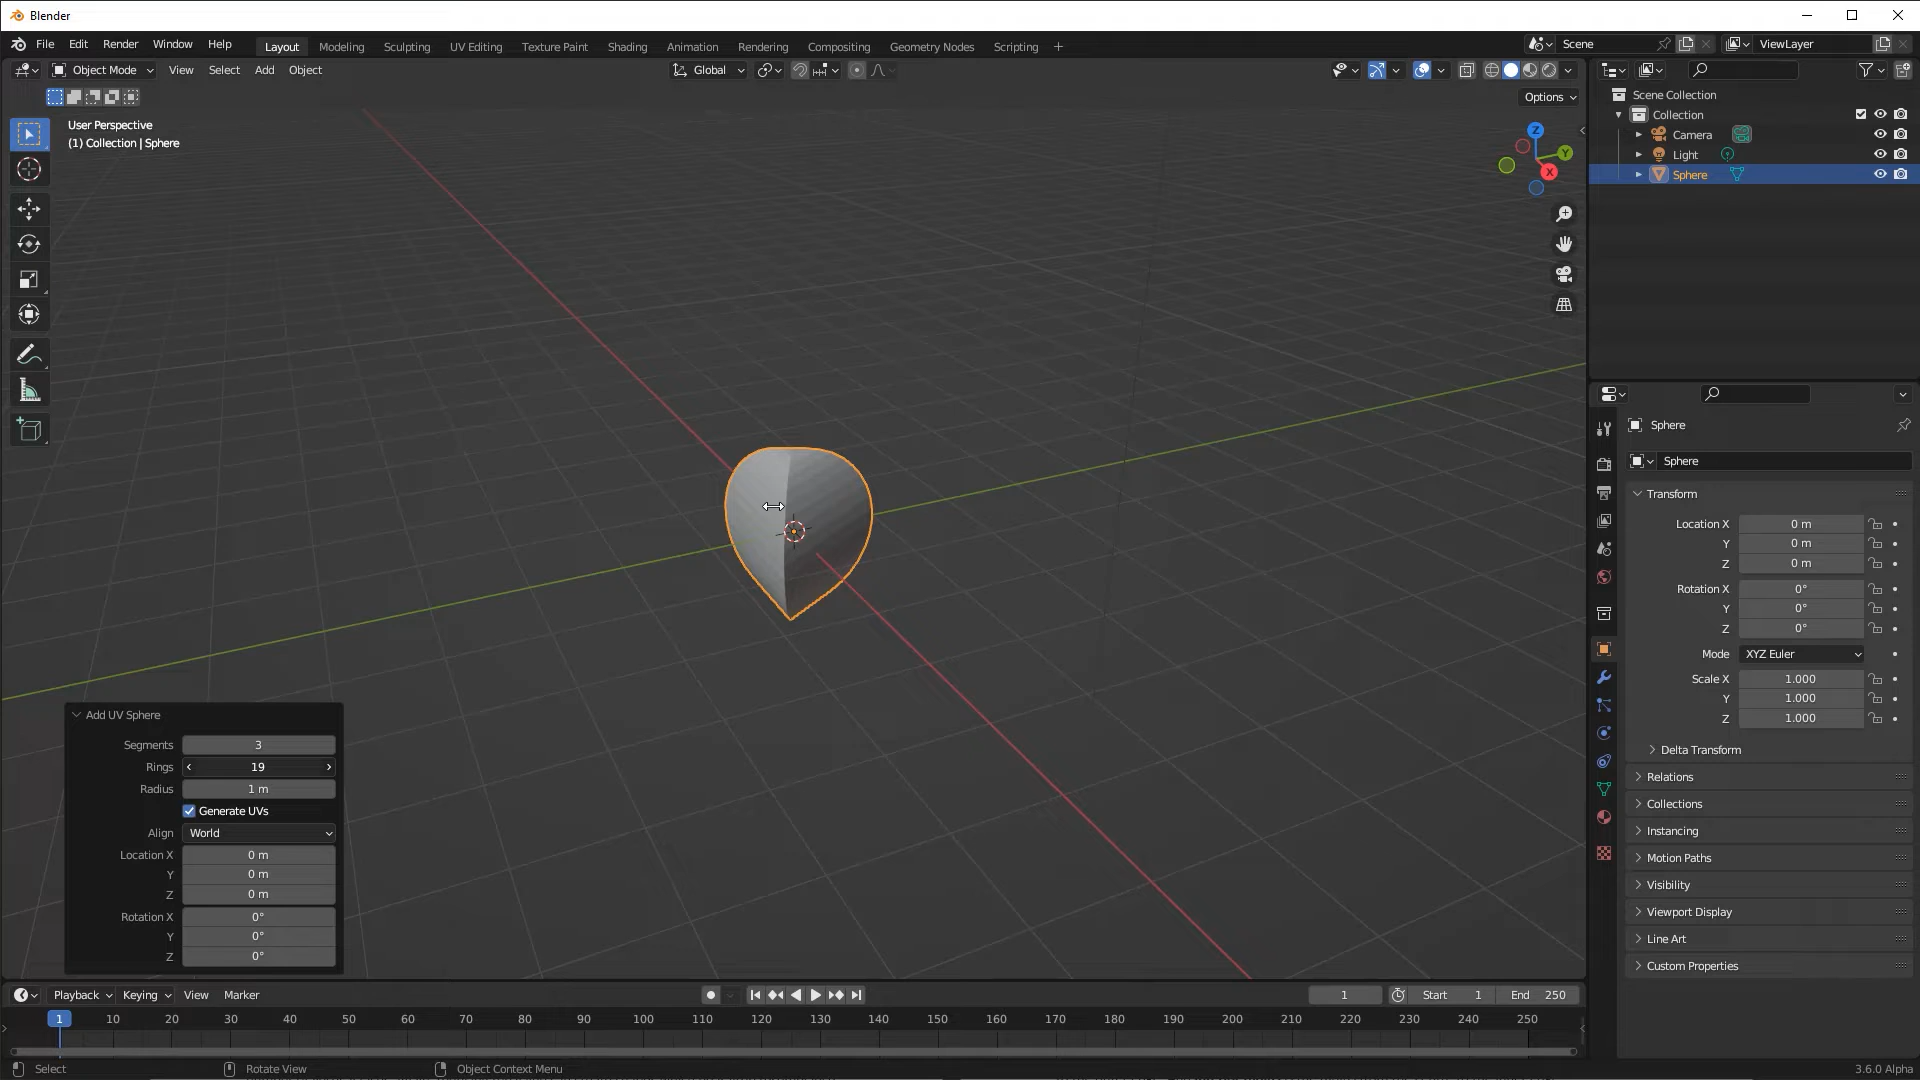 Blender
File Edit Render Window Help
Layout Modeling Sculpting UV Editing Texture Paint Shading Animation Rendering Compositing Geometry Nodes Scripting +
Scene
ViewLayer
Object Mode View Select Add Object
Global
Options
User Perspective
(1) Collection | Sphere
Z
Y
X
Scene Collection
Collection
Camera
Light
Sphere
Sphere
Sphere
Transform
Location X 0 m
Y 0 m
Z 0 m
Rotation X 0°
Y 0°
Z 0°
Mode XYZ Euler
Scale X 1.000
Y 1.000
Z 1.000
Delta Transform
Relations
Collections
Instancing
Motion Paths
Visibility
Viewport Display
Line Art
Custom Properties
Add UV Sphere
Segments 3
Rings 19
Radius 1 m
Generate UVs
Align World
Location X 0 m
Y 0 m
Z 0 m
Rotation X 0°
Y 0°
Z 0°
Playback Keying View Marker
1 Start 1 End 250
1 10 20 30 40 50 60 70 80 90 100 110 120 130 140 150 160 170 180 190 200 210 220 230 240 250
Select Rotate View Object Context Menu 3.6.0 Alpha